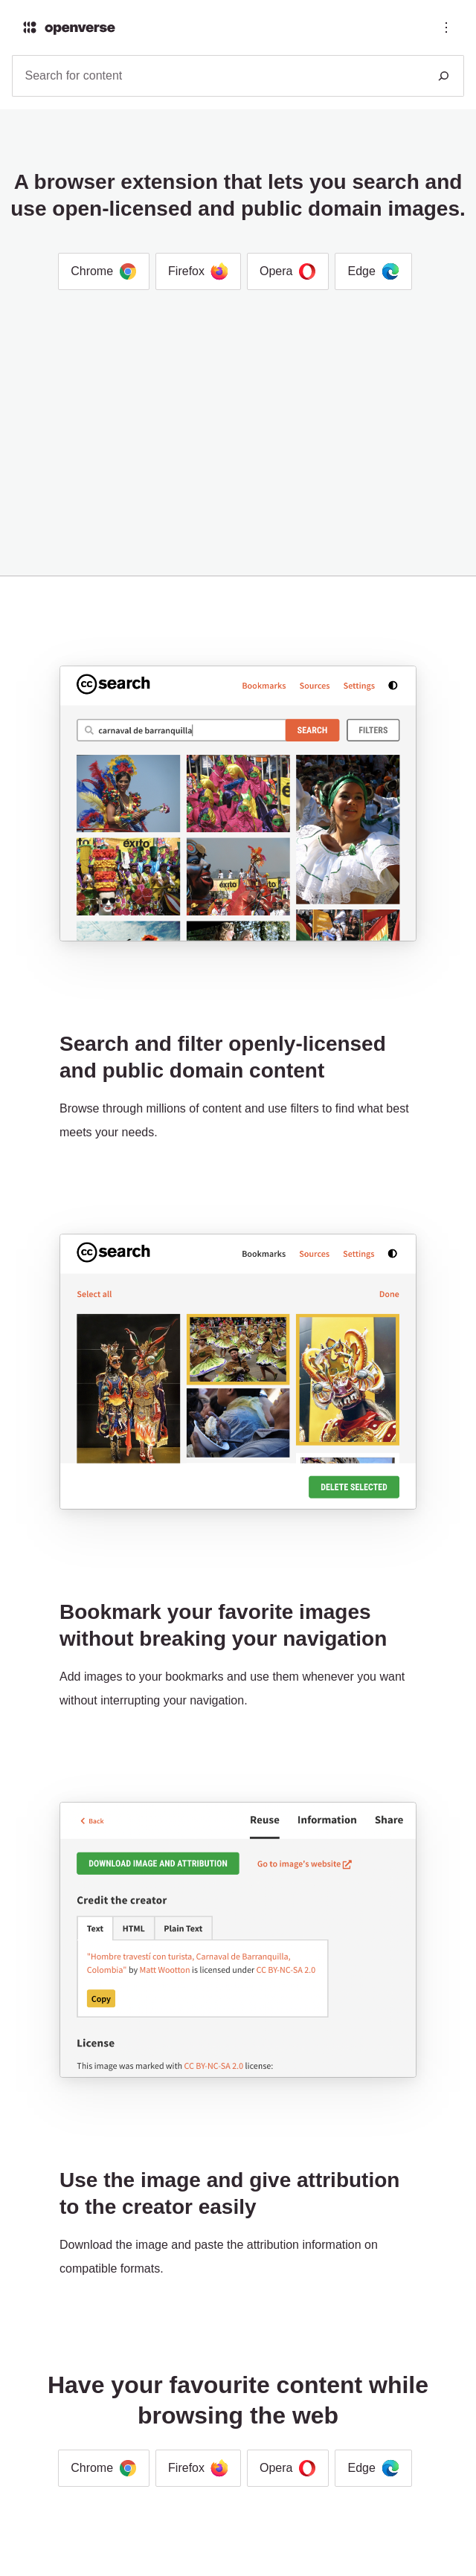 openverse
Search for content
A browser extension that lets you search and
use open-licensed and public domain images.
Chrome Firefox Opera Edge
cc search Bookmarks Sources Settings
carnaval de barranquilla SEARCH FILTERS
éxito
éxito
éxito
Search and filter openly-licensed
and public domain content
Browse through millions of content and use filters to find what best
meets your needs.
cc search Bookmarks Sources Settings
Select all Done
DELETE SELECTED
Bookmark your favorite images
without breaking your navigation
Add images to your bookmarks and use them whenever you want
without interrupting your navigation.
Back Reuse Information Share
DOWNLOAD IMAGE AND ATTRIBUTION Go to image's website
Credit the creator
Text HTML Plain Text
"Hombre travestí con turista, Carnaval de Barranquilla,
Colombia" by Matt Wootton is licensed under CC BY-NC-SA 2.0
Copy
License
This image was marked with CC BY-NC-SA 2.0 license:
Use the image and give attribution
to the creator easily
Download the image and paste the attribution information on
compatible formats.
Have your favourite content while
browsing the web
Chrome Firefox Opera Edge